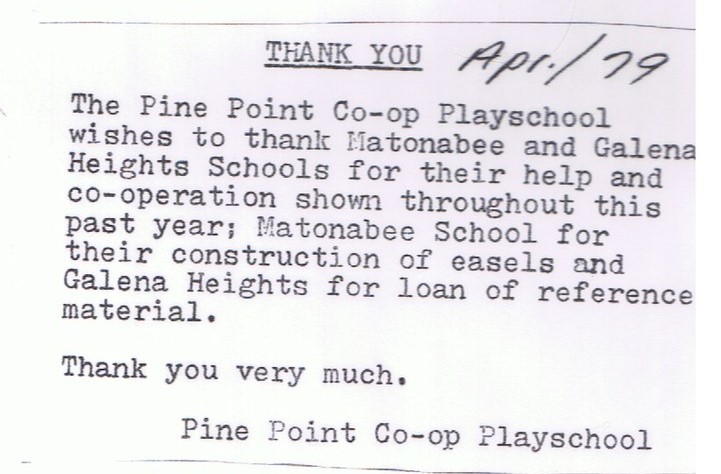 THANK YOU Apr./79
The Pine Point Co-op Playschool
wishes to thank Matonabee and Galena
Heights Schools for their help and
co-operation shown throughout this
past year; Matonabee School for
their construction of easels and
Galena Heights for loan of reference
material.
Thank you very much.
Pine Point Co-op Playschool